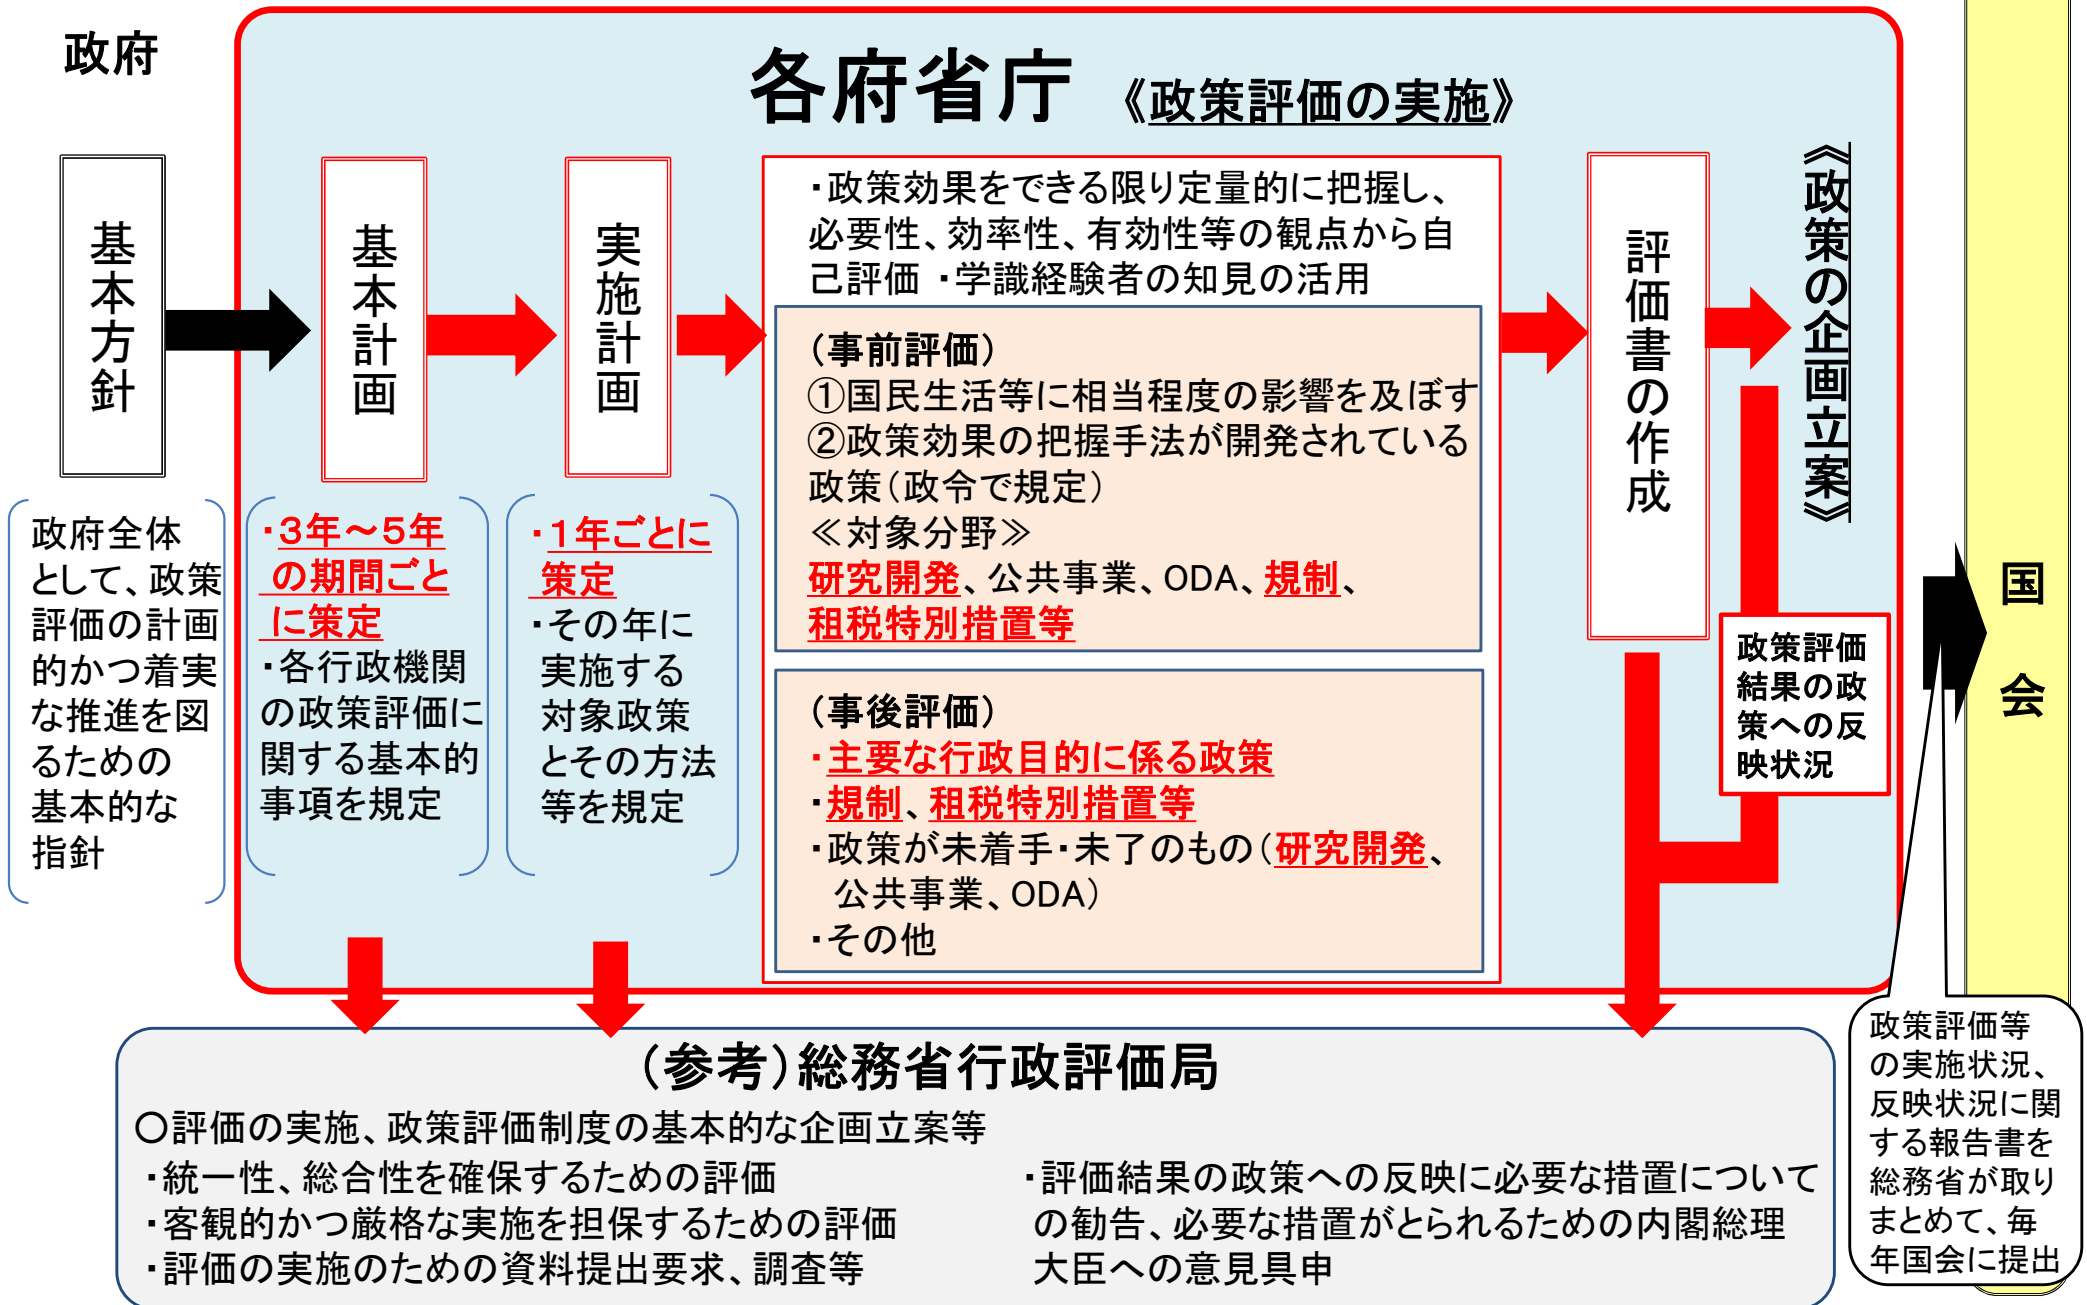 政府
各府省庁 《政策評価の実施》
基本方針
政府全体
として、政策
評価の計画
的かつ着実
な推進を図
るための
基本的な
指針
基本計画
・3年～5年
の期間ごと
に策定
・各行政機関
の政策評価に
関する基本的
事項を規定
実施計画
・1年ごとに
策定
・その年に
実施する
対象政策
とその方法
等を規定
・政策効果をできる限り定量的に把握し、
必要性、効率性、有効性等の観点から自
己評価 ・学識経験者の知見の活用
（事前評価）
①国民生活等に相当程度の影響を及ぼす
②政策効果の把握手法が開発されている
政策（政令で規定）
≪対象分野≫
研究開発、公共事業、ODA、規制、
租税特別措置等
（事後評価）
・主要な行政目的に係る政策
・規制、租税特別措置等
・政策が未着手・未了のもの（研究開発、
公共事業、ODA）
・その他
評価書の作成
《政策の企画立案》
政策評価
結果の政
策への反
映状況
国会
政策評価等
の実施状況、
反映状況に関
する報告書を
総務省が取り
まとめて、毎
年国会に提出
（参考）総務省行政評価局
○評価の実施、政策評価制度の基本的な企画立案等
・統一性、総合性を確保するための評価
・客観的かつ厳格な実施を担保するための評価
・評価の実施のための資料提出要求、調査等
・評価結果の政策への反映に必要な措置について
の勧告、必要な措置がとられるための内閣総理
大臣への意見具申